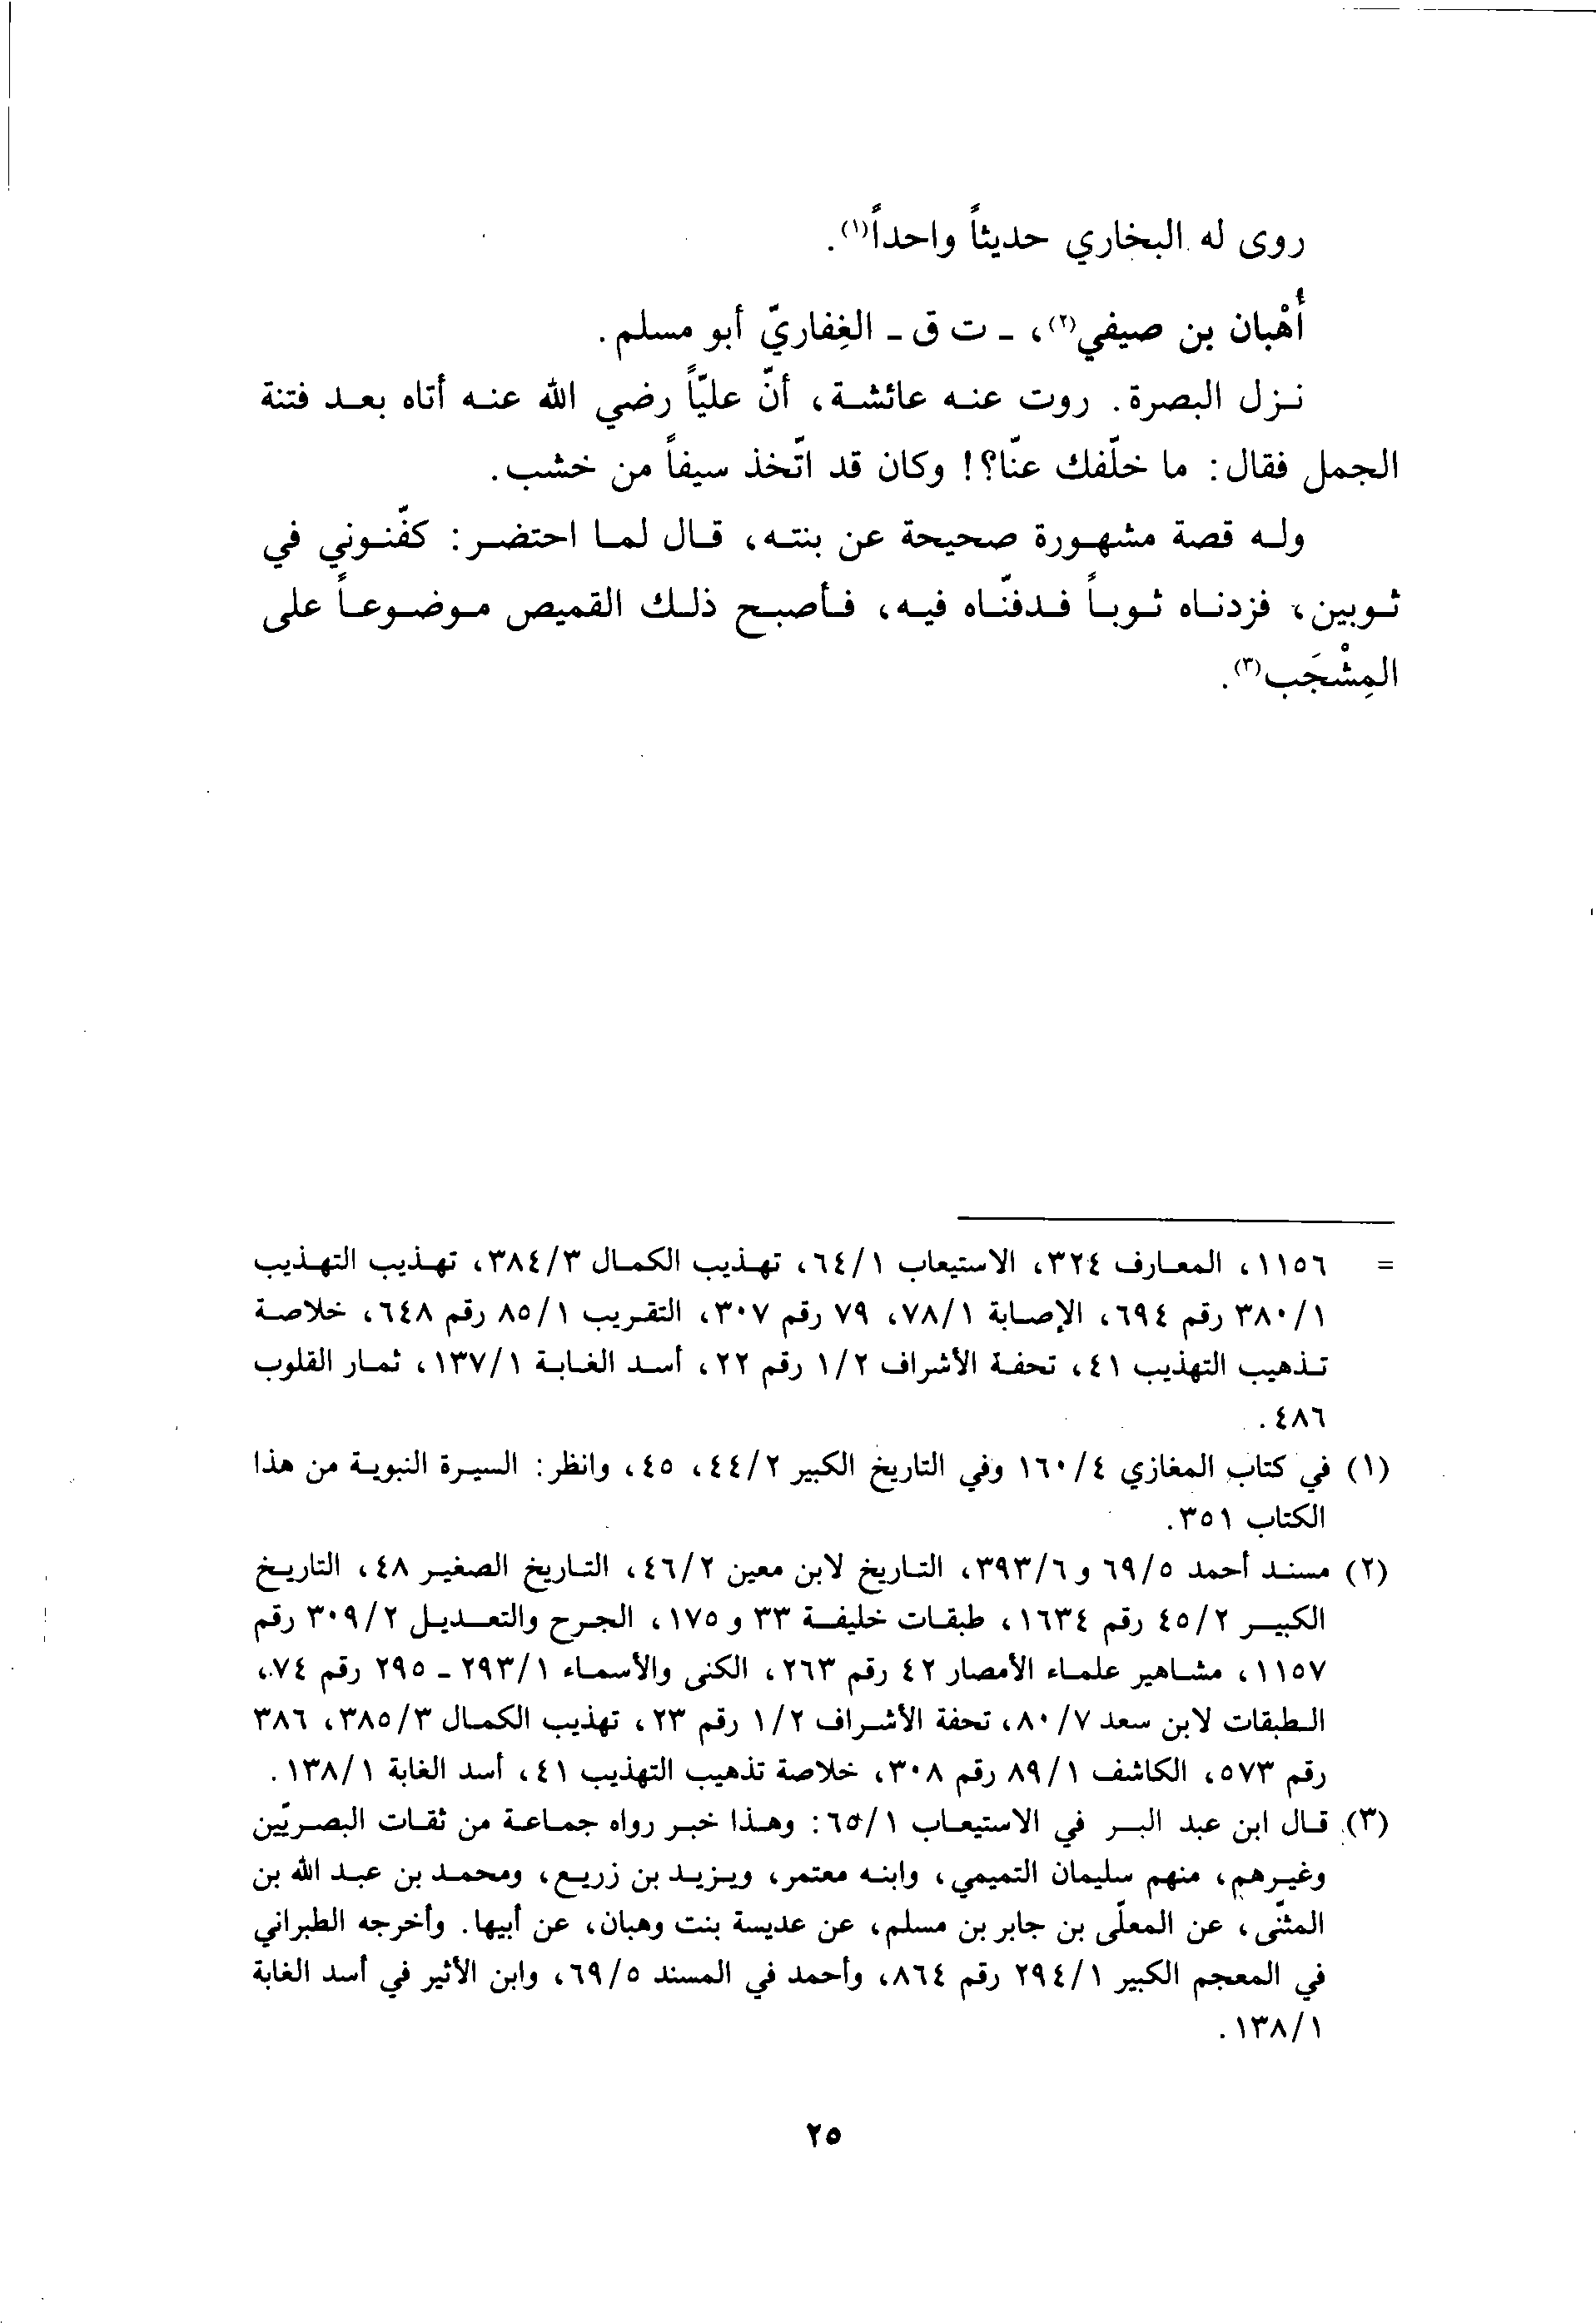 روى له البخاري حديثاً واحداً(١).
أُهْبان بن صيفي(٢)، ـ ت ق ـ الغِفاريّ أبو مسلم.
نزل البصرة. روت عنه عائشة، أنّ عليّاً رضي الله عنه أتاه بعد فتنة
الجمل فقال: ما خلّفك عنّا؟! وكان قد اتّخذ سيفاً من خشب.
وله قصة مشهورة صحيحة عن بنته، قال لما احتضر: كفّنوني في
ثوبين، فزدناه ثوباً فدفنّاه فيه، فأصبح ذلك القميص موضوعاً على
المِشْجَب(٣).
= ١١٥٦، المعارف ٣٢٤، الاستيعاب ٦٤/١، تهذيب الكمال ٣٨٤/٣، تهذيب التهذيب
٣٨٠/١ رقم ٦٩٤، الإصابة ٧٨/١، ٧٩ رقم ٣٠٧، التقريب ٨٥/١ رقم ٦٤٨، خلاصة
تذهيب التهذيب ٤١، تحفة الأشراف ١/٢ رقم ٢٢، أسد الغابة ١٣٧/١، ثمار القلوب
٤٨٦.
(١) في كتاب المغازي ١٦٠/٤ وفي التاريخ الكبير ٤٤/٢، ٤٥، وانظر: السيرة النبوية من هذا
الكتاب ٣٥١.
(٢) مسند أحمد ٦٩/٥ و ٣٩٣/٦، التاريخ لابن معين ٤٦/٢، التاريخ الصغير ٤٨، التاريخ
الكبير ٤٥/٢ رقم ١٦٣٤، طبقات خليفة ٣٣ و ١٧٥، الجرح والتعديل ٣٠٩/٢ رقم
١١٥٧، مشاهير علماء الأمصار ٤٢ رقم ٢٦٣، الكنى والأسماء ٢٩٣/١ ـ ٢٩٥ رقم ٧٤،
الطبقات لابن سعد ٨٠/٧، تحفة الأشراف ١/٢ رقم ٢٣، تهذيب الكمال ٣٨٥/٣، ٣٨٦
رقم ٥٧٣، الكاشف ٨٩/١ رقم ٣٠٨، خلاصة تذهيب التهذيب ٤١، أسد الغابة ١٣٨/١.
(٣) قال ابن عبد البر في الاستيعاب ٦٥/١: وهذا خبر رواه جماعة من ثقات البصريّين
وغيرهم، منهم سليمان التميمي، وابنه معتمر، ويزيد بن زريع، ومحمد بن عبد الله بن
المثنّى، عن المعلّى بن جابر بن مسلم، عن عديسة بنت وهبان، عن أبيها. وأخرجه الطبراني
في المعجم الكبير ٢٩٤/١ رقم ٨٦٤، وأحمد في المسند ٦٩/٥، وابن الأثير في أسد الغابة
١٣٨/١.
٢٥